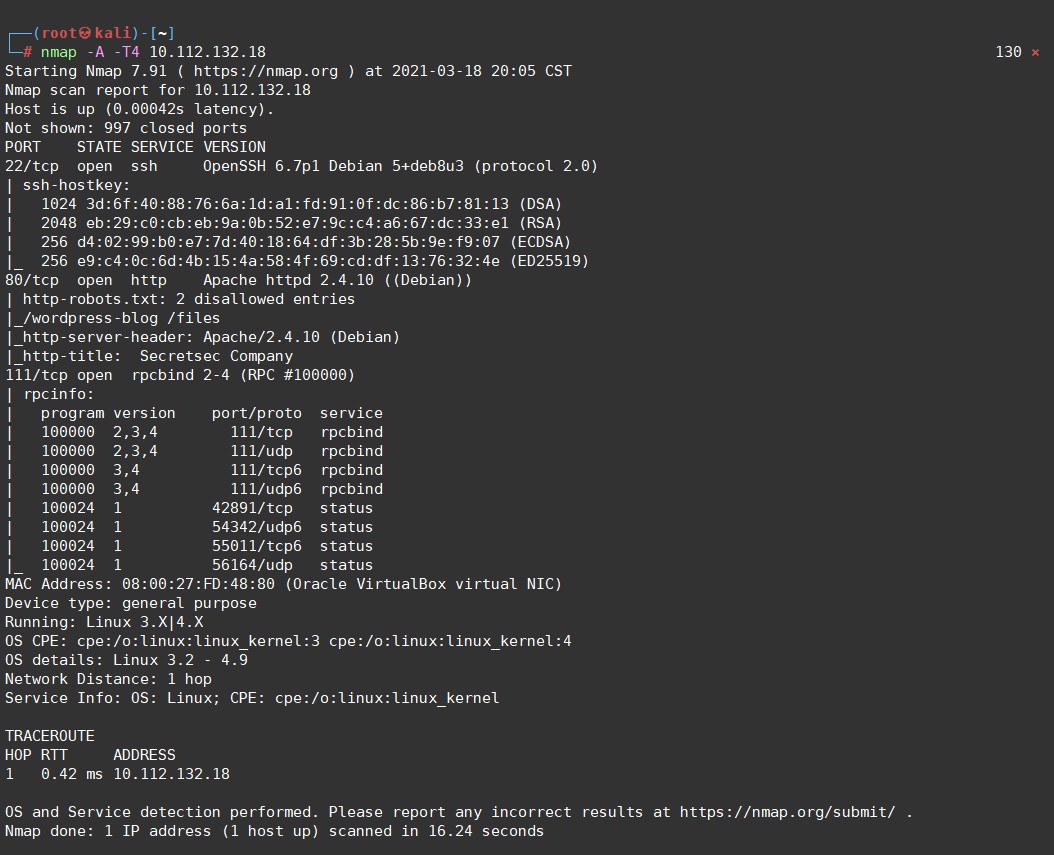 ┌──(root㉿kali)-[~]
└─# nmap -A -T4 10.112.132.18 130 ⨯
Starting Nmap 7.91 ( https://nmap.org ) at 2021-03-18 20:05 CST
Nmap scan report for 10.112.132.18
Host is up (0.00042s latency).
Not shown: 997 closed ports
PORT    STATE SERVICE VERSION
22/tcp  open  ssh     OpenSSH 6.7p1 Debian 5+deb8u3 (protocol 2.0)
| ssh-hostkey:
|   1024 3d:6f:40:88:76:6a:1d:a1:fd:91:0f:dc:86:b7:81:13 (DSA)
|   2048 eb:29:c0:cb:eb:9a:0b:52:e7:9c:c4:a6:67:dc:33:e1 (RSA)
|   256 d4:02:99:b0:e7:7d:40:18:64:df:3b:28:5b:9e:f9:07 (ECDSA)
|_  256 e9:c4:0c:6d:4b:15:4a:58:4f:69:cd:df:13:76:32:4e (ED25519)
80/tcp  open  http    Apache httpd 2.4.10 ((Debian))
| http-robots.txt: 2 disallowed entries
|_/wordpress-blog /files
|_http-server-header: Apache/2.4.10 (Debian)
|_http-title:  Secretsec Company
111/tcp open  rpcbind 2-4 (RPC #100000)
| rpcinfo:
|   program version    port/proto  service
|   100000  2,3,4        111/tcp   rpcbind
|   100000  2,3,4        111/udp   rpcbind
|   100000  3,4          111/tcp6  rpcbind
|   100000  3,4          111/udp6  rpcbind
|   100024  1          42891/tcp   status
|   100024  1          54342/udp6  status
|   100024  1          55011/tcp6  status
|_  100024  1          56164/udp   status
MAC Address: 08:00:27:FD:48:80 (Oracle VirtualBox virtual NIC)
Device type: general purpose
Running: Linux 3.X|4.X
OS CPE: cpe:/o:linux:linux_kernel:3 cpe:/o:linux:linux_kernel:4
OS details: Linux 3.2 - 4.9
Network Distance: 1 hop
Service Info: OS: Linux; CPE: cpe:/o:linux:linux_kernel

TRACEROUTE
HOP RTT     ADDRESS
1   0.42 ms 10.112.132.18

OS and Service detection performed. Please report any incorrect results at https://nmap.org/submit/ .
Nmap done: 1 IP address (1 host up) scanned in 16.24 seconds